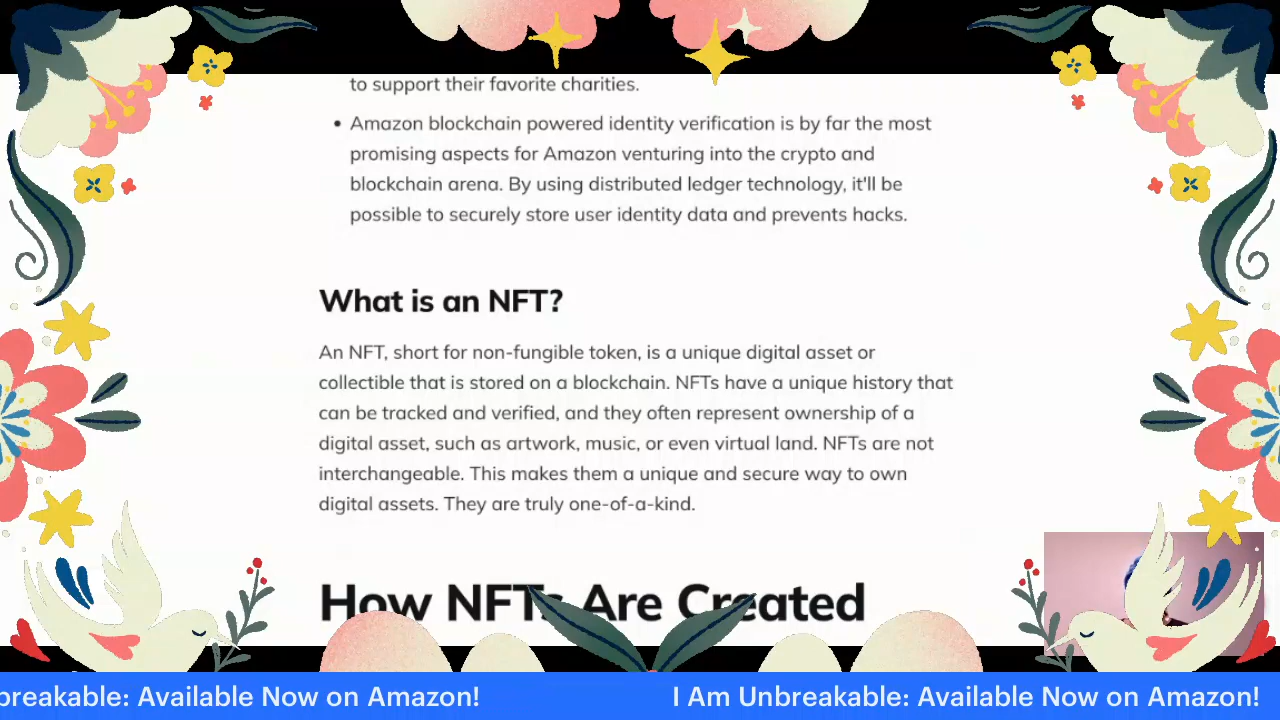 to support their favorite charities.
• Amazon blockchain powered identity verification is by far the most
promising aspects for Amazon venturing into the crypto and
blockchain arena. By using distributed ledger technology, it'll be
possible to securely store user identity data and prevents hacks.
What is an NFT?
An NFT, short for non-fungible token, is a unique digital asset or
collectible that is stored on a blockchain. NFTs have a unique history that
can be tracked and verified, and they often represent ownership of a
digital asset, such as artwork, music, or even virtual land. NFTs are not
interchangeable. This makes them a unique and secure way to own
digital assets. They are truly one-of-a-kind.
How NFTs Are Created
breakable: Available Now on Amazon! I Am Unbreakable: Available Now on Amazon!